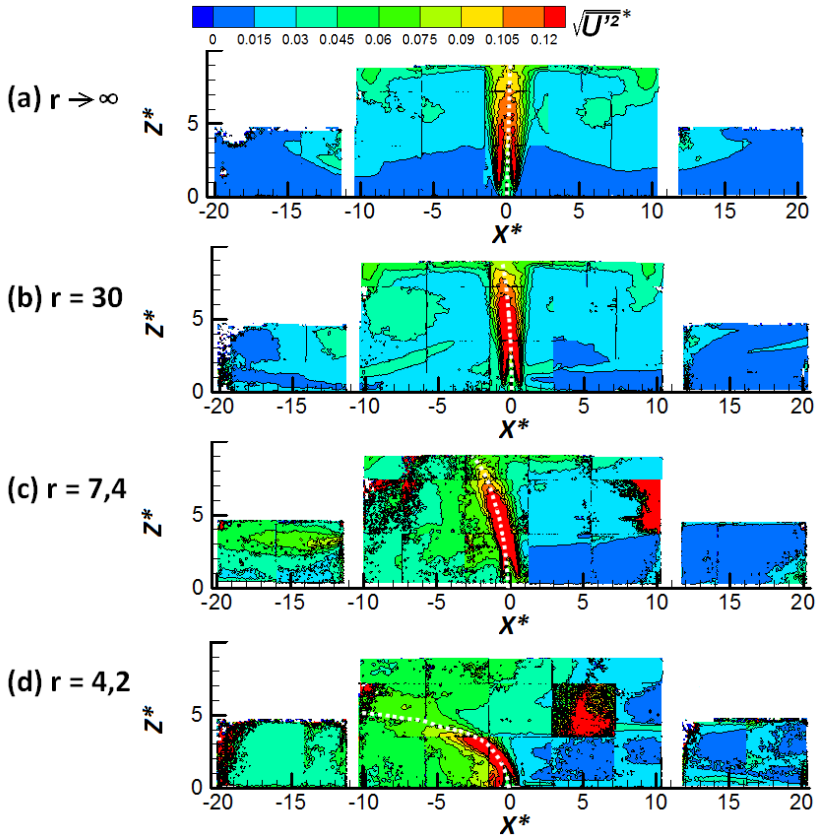 √U'²*
0 0.015 0.03 0.045 0.06 0.075 0.09 0.105 0.12
(a) r → ∞
Z*
5
0
-20 -15 -10 -5 0 5 10 15 20
X*
(b) r = 30
Z*
5
0
-20 -15 -10 -5 0 5 10 15 20
X*
(c) r = 7,4
Z*
5
0
-20 -15 -10 -5 0 5 10 15 20
X*
(d) r = 4,2
Z*
5
0
-20 -15 -10 -5 0 5 10 15 20
X*